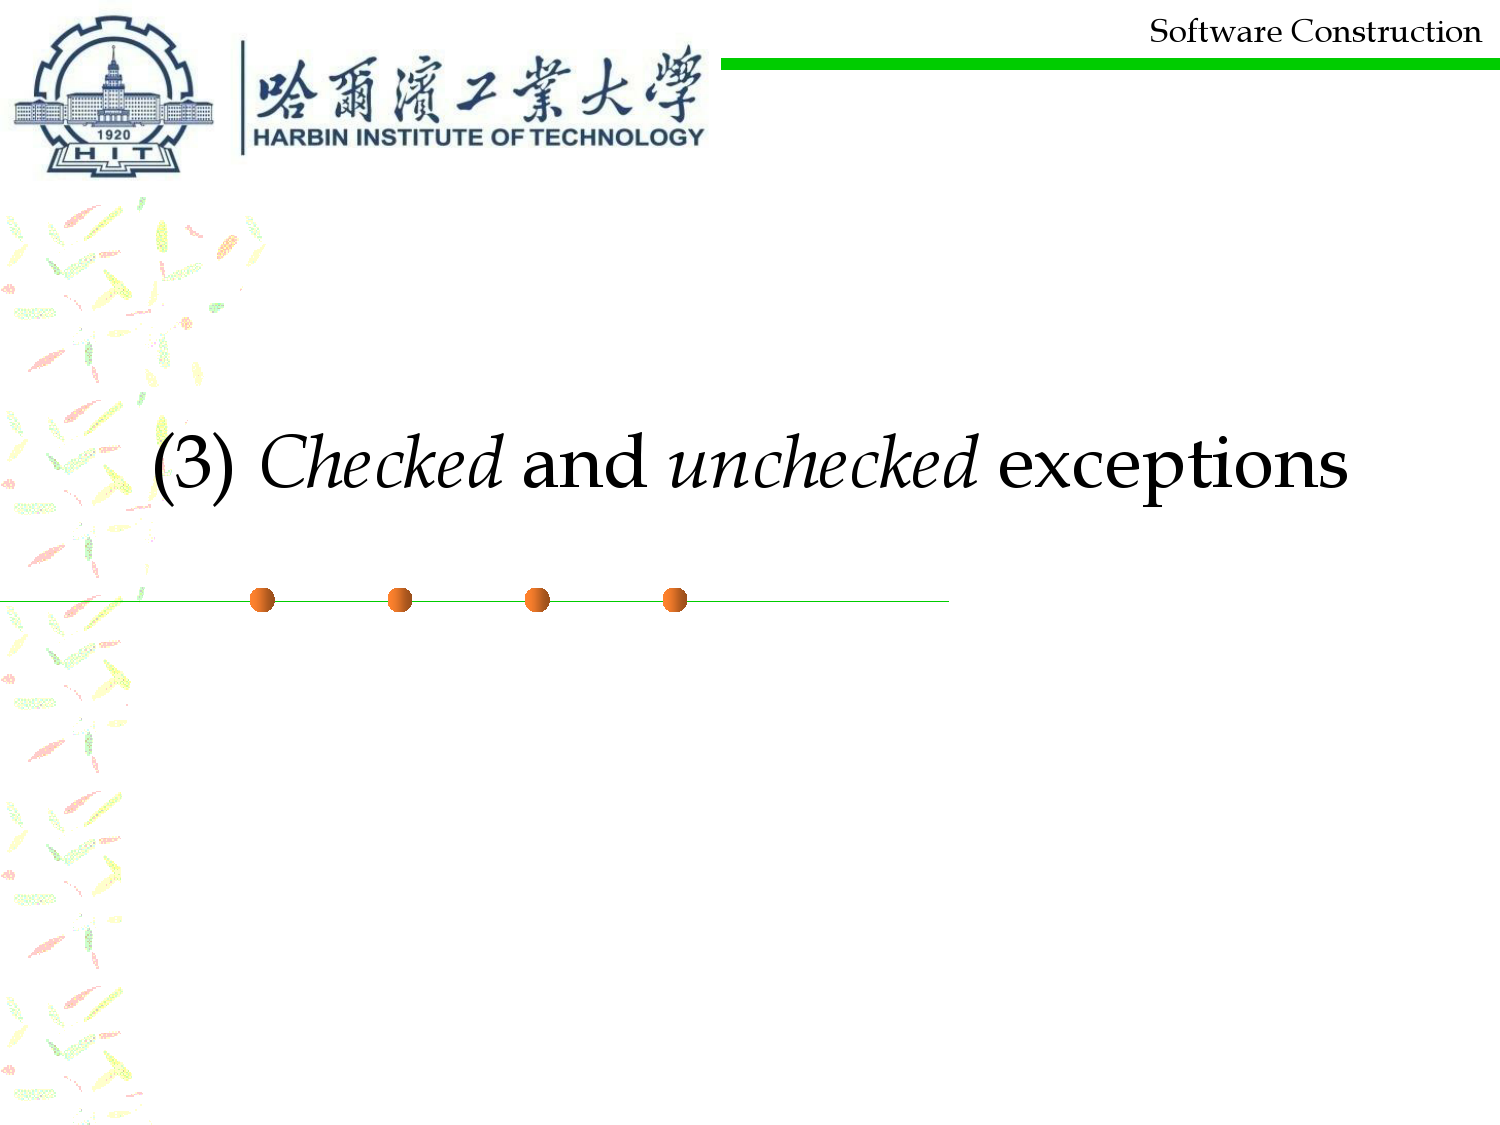 Software Construction
哈爾濱工業大學
HARBIN INSTITUTE OF TECHNOLOGY
1920
HIT
(3) Checked and unchecked exceptions